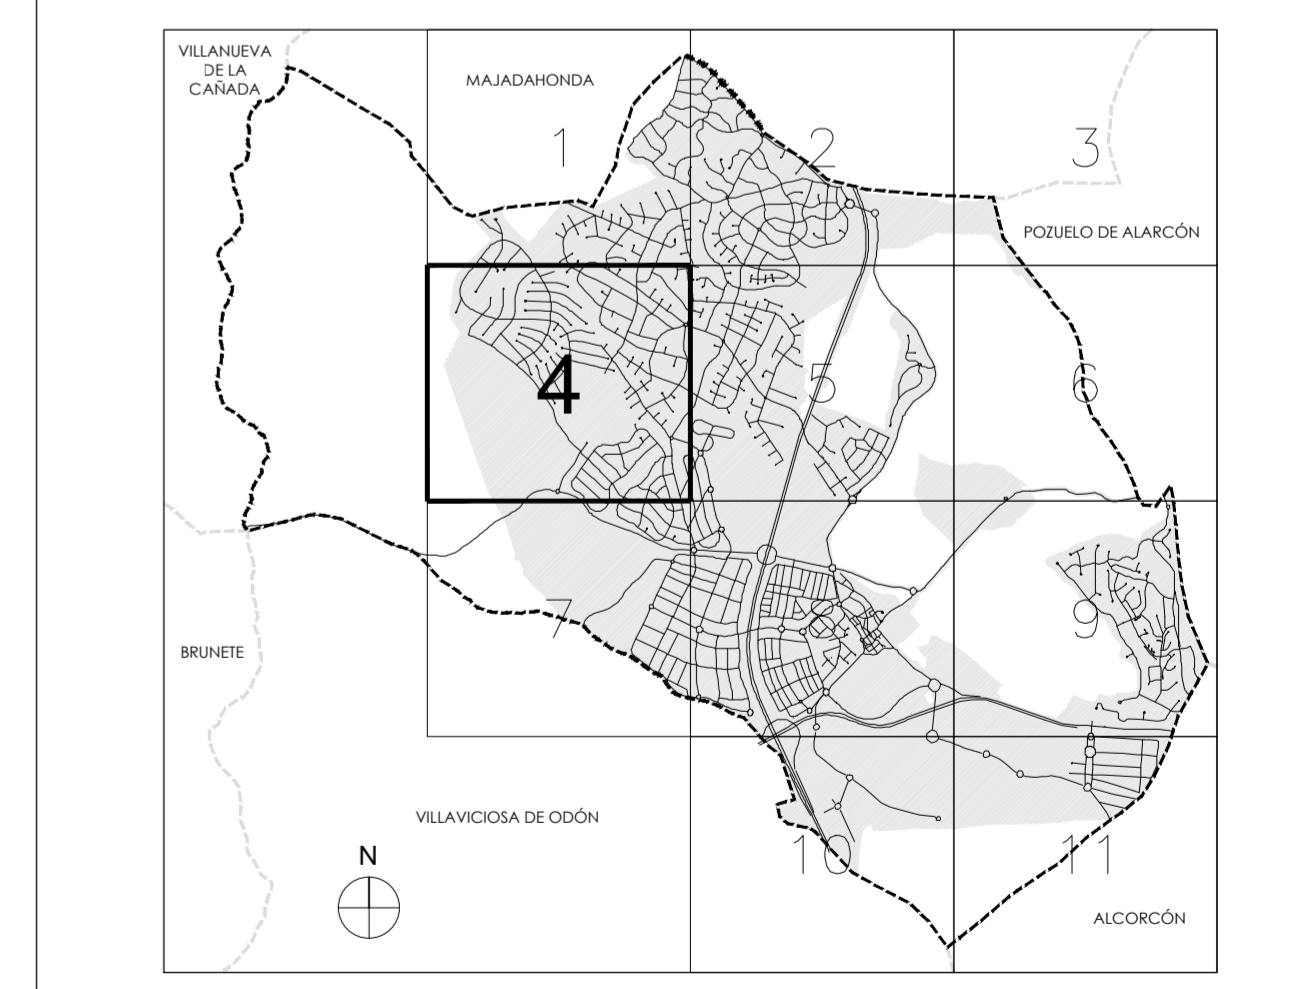 VILLANUEVA
DE LA
CAÑADA
MAJADAHONDA
1
2
3
POZUELO DE ALARCÓN
4
5
6
7
8
9
BRUNETE
VILLAVICIOSA DE ODÓN
N
10
11
ALCORCÓN